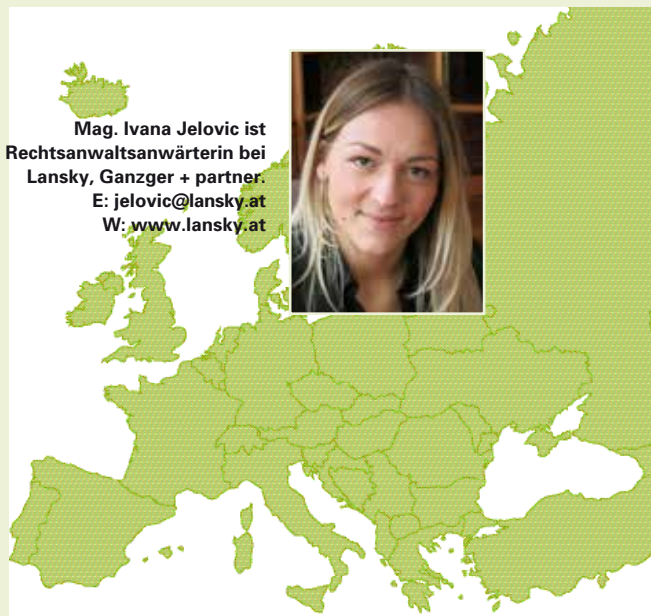 Mag. Ivana Jelovic ist
Rechtsanwaltsanwärterin bei
Lansky, Ganzger + partner.
E: jelovic@lansky.at
W: www.lansky.at